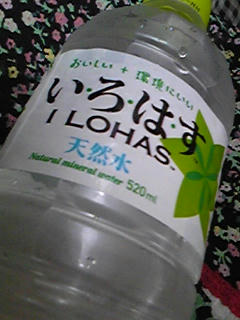 おいしい + 環境にいい
い・ろ・は・す
I LOHAS
天然水
Natural mineral water 520ml